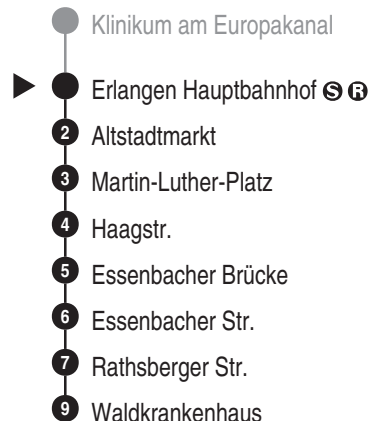 Klinikum am Europakanal
Erlangen Hauptbahnhof S R
2 Altstadtmarkt
3 Martin-Luther-Platz
4 Haagstr.
5 Essenbacher Brücke
6 Essenbacher Str.
7 Rathsberger Str.
9 Waldkrankenhaus